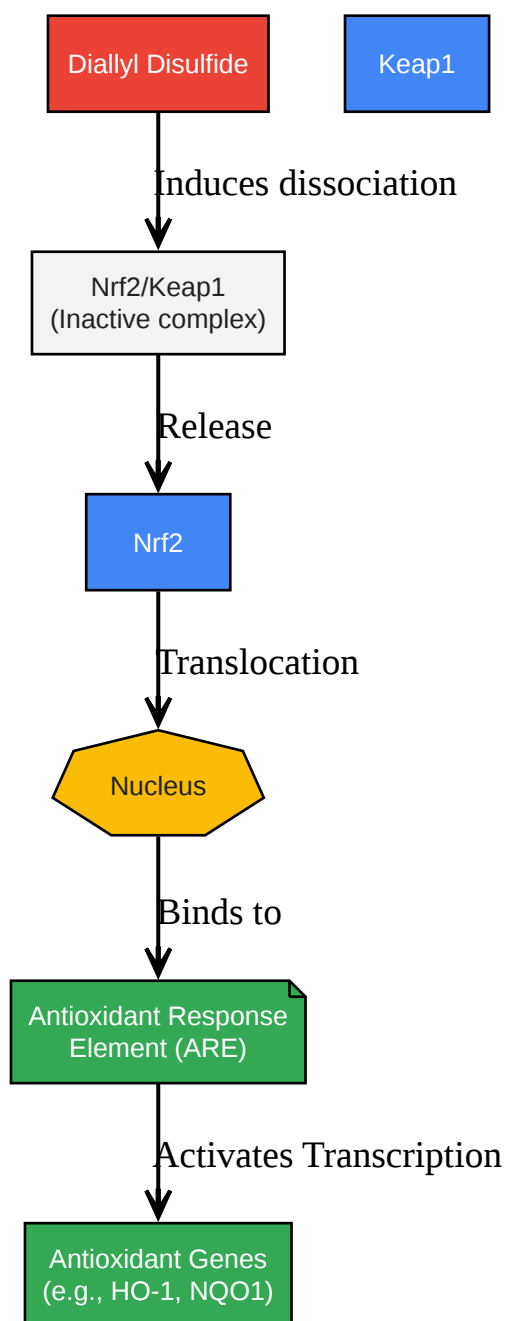 Diallyl Disulfide
Keap1
Induces dissociation
Nrf2/Keap1
(Inactive complex)
Release
Nrf2
Translocation
Nucleus
Binds to
Antioxidant Response
Element (ARE)
Activates Transcription
Antioxidant Genes
(e.g., HO-1, NQO1)